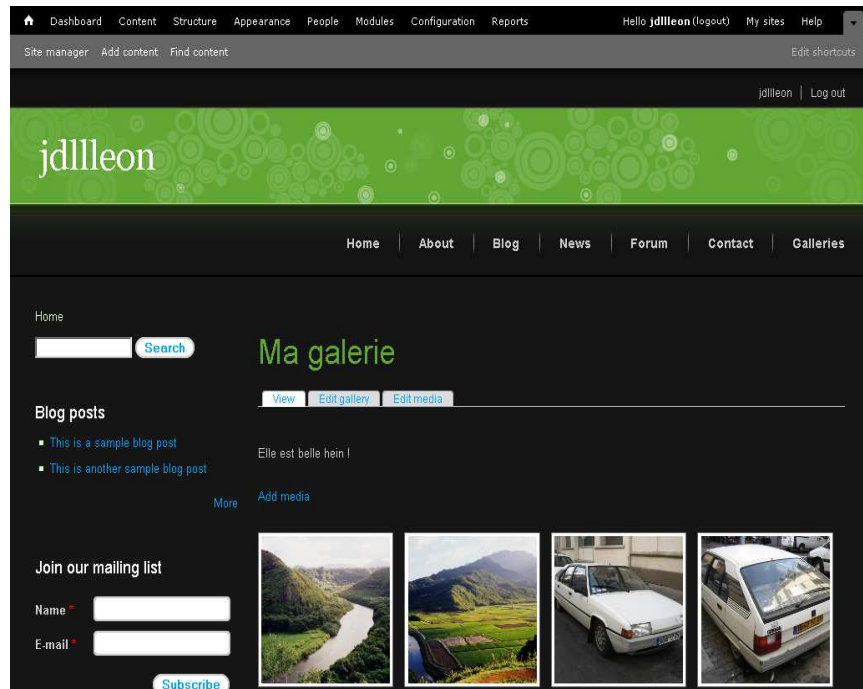 Dashboard Content Structure Appearance People Modules Configuration Reports Hello jdllleon (logout) My sites Help
Site manager Add content Find content Edit shortcuts
jdllleon | Log out
jdllleon
Home About Blog News Forum Contact Galleries
Home
Search
Ma galerie
View Edit gallery Edit media
Blog posts
This is a sample blog post
This is another sample blog post
More
Elle est belle hein !
Add media
Join our mailing list
Name *
E-mail *
Subscribe